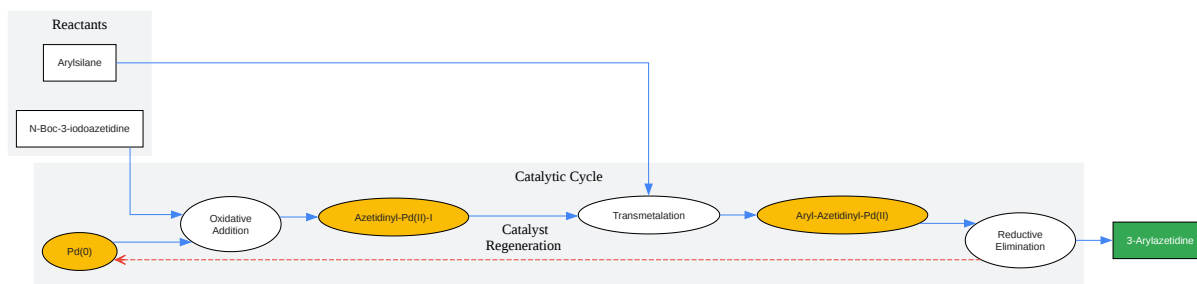 Reactants
Arylsilane
N-Boc-3-iodoazetidine
Catalytic Cycle
Oxidative
Addition
Azetidinyl-Pd(II)-I
Transmetalation
Aryl-Azetidinyl-Pd(II)
Catalyst
Regeneration
Reductive
Elimination
3-Arylazetidine
Pd(0)